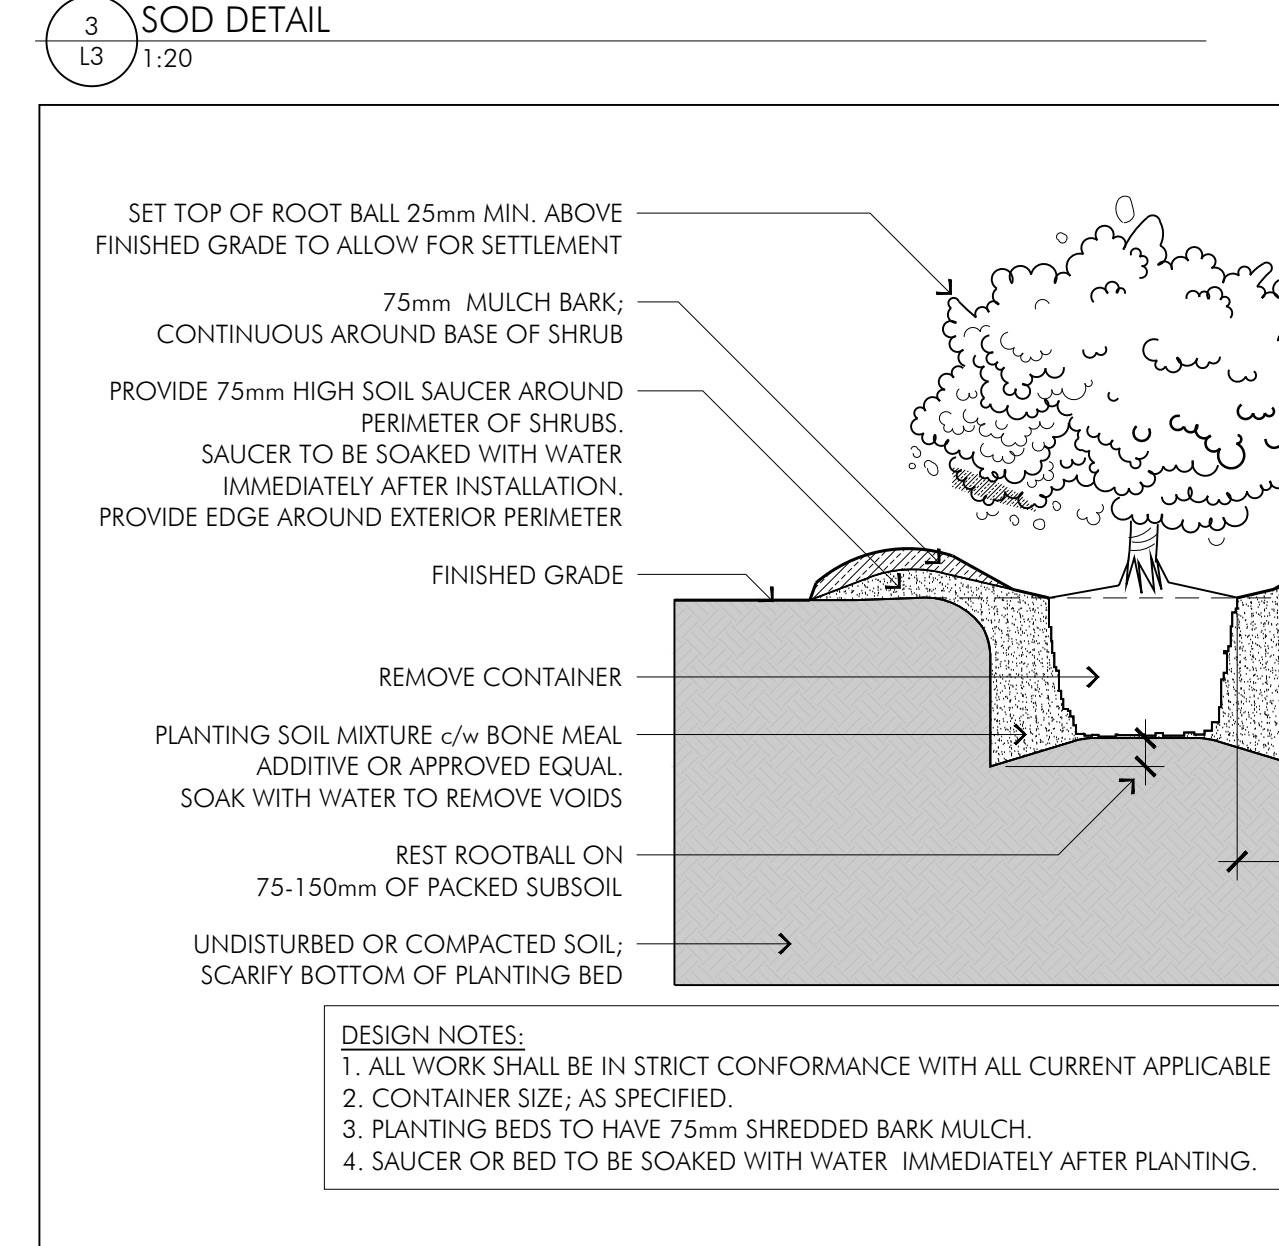 3
L3
SOD DETAIL
1:20
SET TOP OF ROOT BALL 25mm MIN. ABOVE
FINISHED GRADE TO ALLOW FOR SETTLEMENT
75mm  MULCH BARK;
CONTINUOUS AROUND BASE OF SHRUB
PROVIDE 75mm HIGH SOIL SAUCER AROUND
PERIMETER OF SHRUBS.
SAUCER TO BE SOAKED WITH WATER
IMMEDIATELY AFTER INSTALLATION.
PROVIDE EDGE AROUND EXTERIOR PERIMETER
FINISHED GRADE
REMOVE CONTAINER
PLANTING SOIL MIXTURE c/w BONE MEAL
ADDITIVE OR APPROVED EQUAL.
SOAK WITH WATER TO REMOVE VOIDS
REST ROOTBALL ON
75-150mm OF PACKED SUBSOIL
UNDISTURBED OR COMPACTED SOIL;
SCARIFY BOTTOM OF PLANTING BED
DESIGN NOTES:
1. ALL WORK SHALL BE IN STRICT CONFORMANCE WITH ALL CURRENT APPLICABLE
2. CONTAINER SIZE; AS SPECIFIED.
3. PLANTING BEDS TO HAVE 75mm SHREDDED BARK MULCH.
4. SAUCER OR BED TO BE SOAKED WITH WATER  IMMEDIATELY AFTER PLANTING.